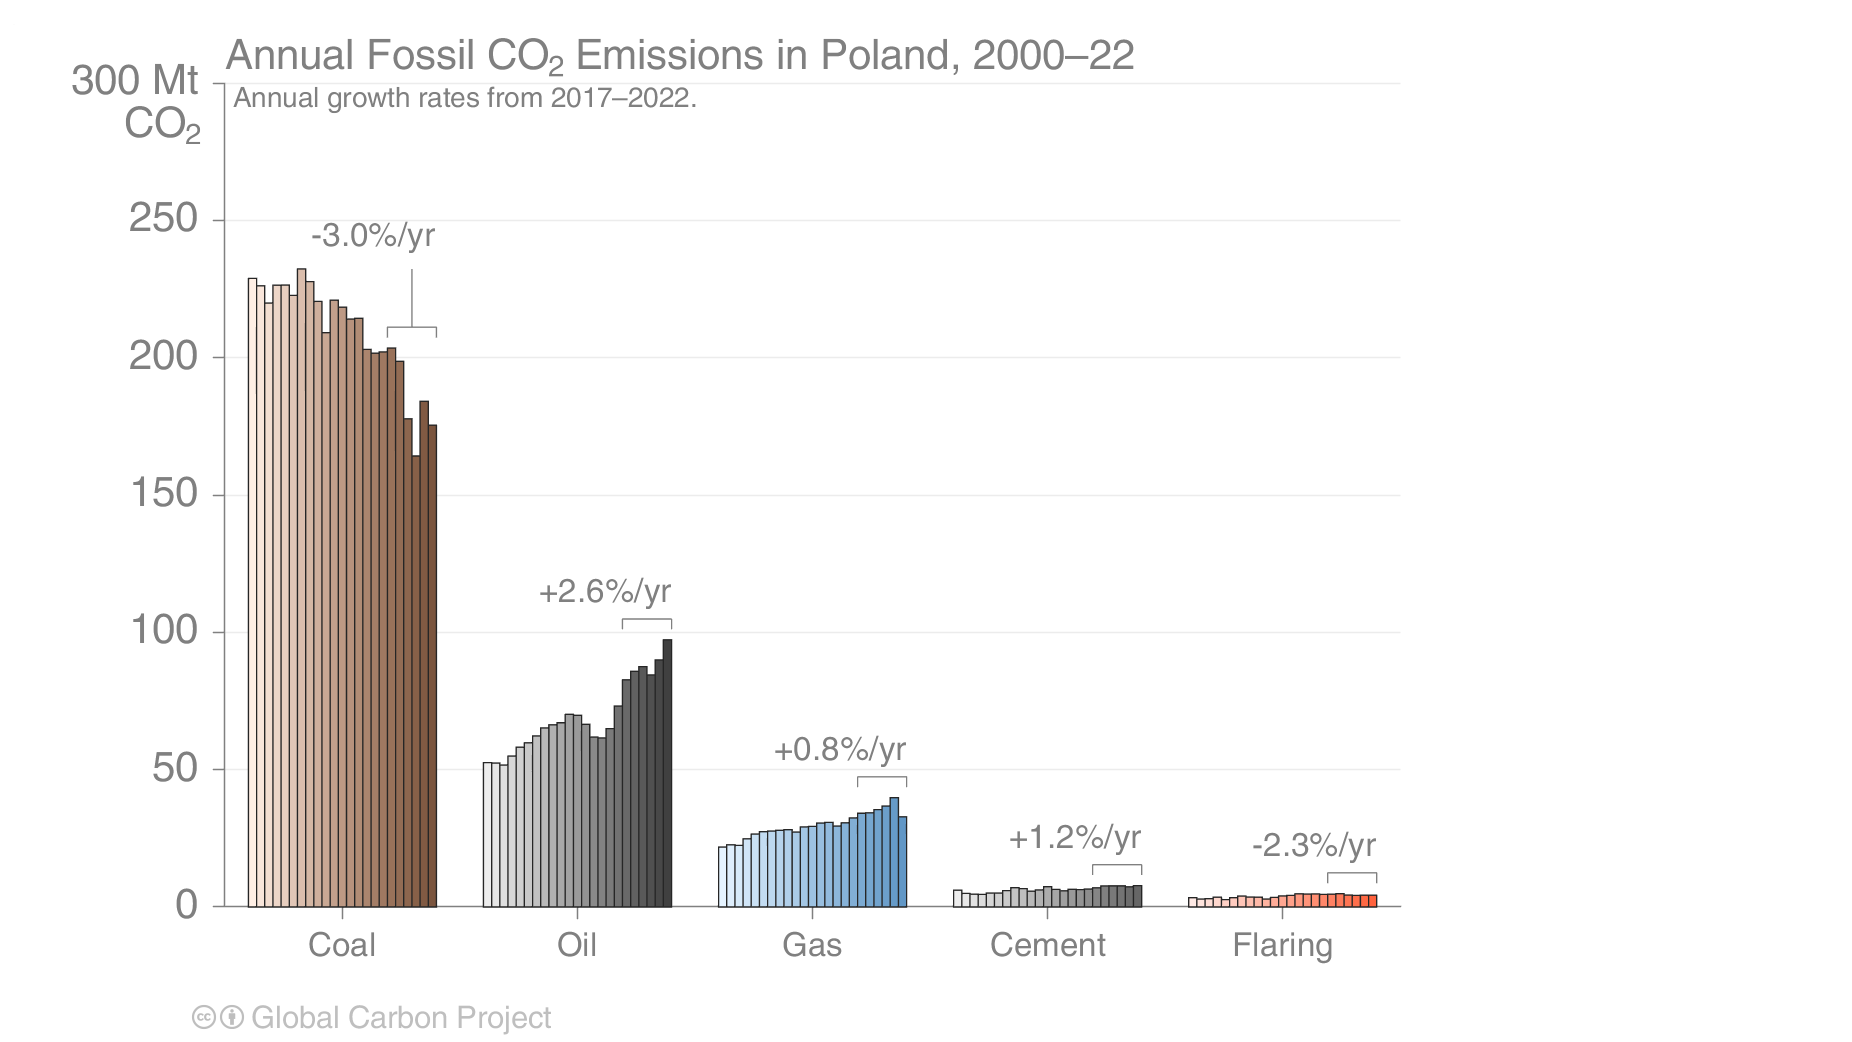 Annual Fossil CO₂ Emissions in Poland, 2000–22
300 Mt
CO₂
Annual growth rates from 2017–2022.
250
-3.0%/yr
200
150
+2.6%/yr
100
+0.8%/yr
50
+1.2%/yr
-2.3%/yr
0
Coal
Oil
Gas
Cement
Flaring
cc Global Carbon Project